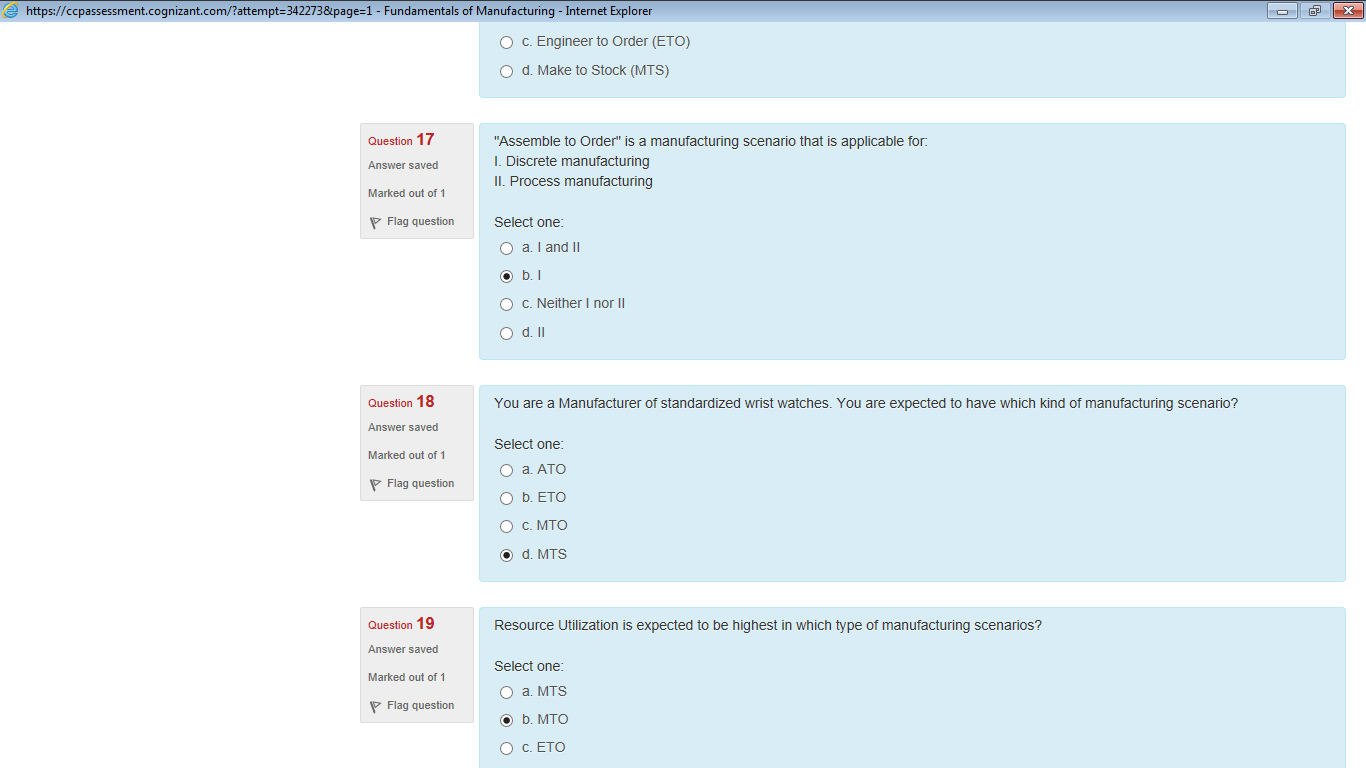 https://ccpassessment.cognizant.com/?attempt=342273&page=1 - Fundamentals of Manufacturing - Internet Explorer
c. Engineer to Order (ETO)
d. Make to Stock (MTS)
Question 17
Answer saved
Marked out of 1
Flag question
"Assemble to Order" is a manufacturing scenario that is applicable for:
I. Discrete manufacturing
II. Process manufacturing
Select one:
a. I and II
b. I
c. Neither I nor II
d. II
Question 18
Answer saved
Marked out of 1
Flag question
You are a Manufacturer of standardized wrist watches. You are expected to have which kind of manufacturing scenario?
Select one:
a. ATO
b. ETO
c. MTO
d. MTS
Question 19
Answer saved
Marked out of 1
Flag question
Resource Utilization is expected to be highest in which type of manufacturing scenarios?
Select one:
a. MTS
b. MTO
c. ETO